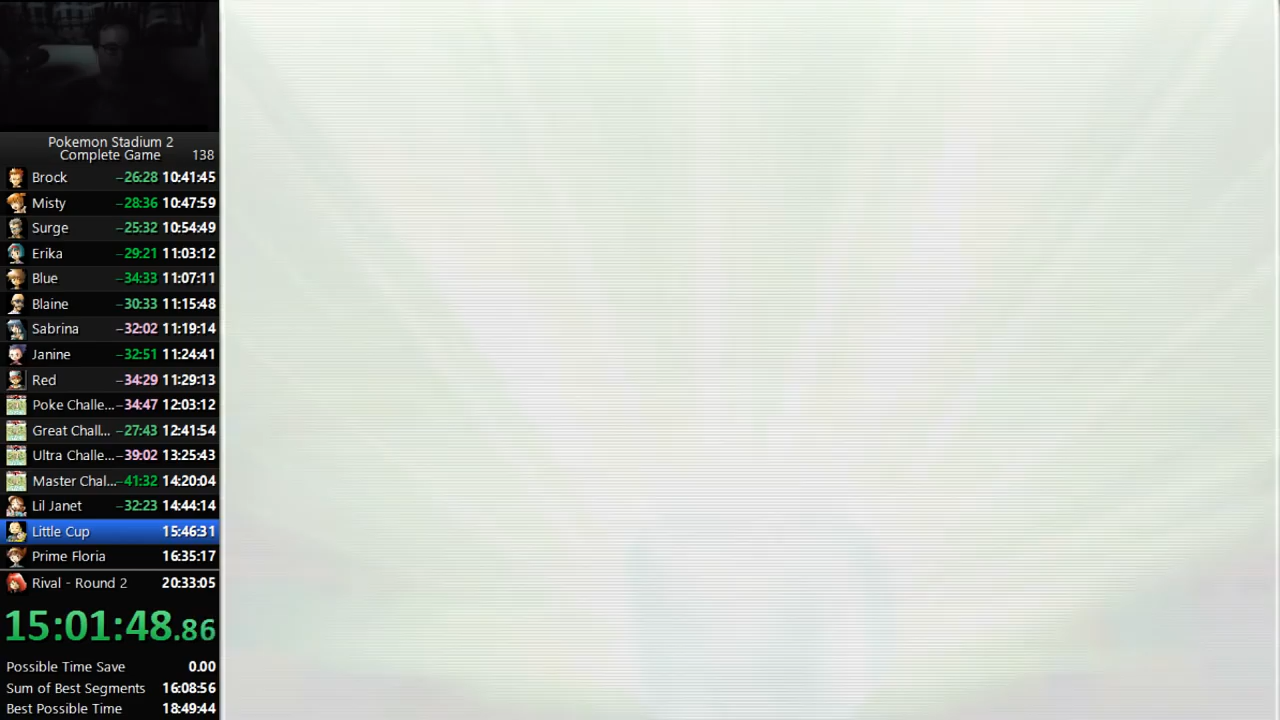 Pokemon Stadium 2
Complete Game 138
Brock −26:28 10:41:45
Misty −28:36 10:47:59
Surge −25:32 10:54:49
Erika −29:21 11:03:12
Blue −34:33 11:07:11
Blaine −30:33 11:15:48
Sabrina −32:02 11:19:14
Janine −32:51 11:24:41
Red −34:29 11:29:13
Poke Challe... −34:47 12:03:12
Great Chall... −27:43 12:41:54
Ultra Challe... −39:02 13:25:43
Master Chal... −41:32 14:20:04
Lil Janet −32:23 14:44:14
Little Cup 15:46:31
Prime Floria 16:35:17
Rival - Round 2 20:33:05
15:01:48.86
Possible Time Save 0.00
Sum of Best Segments 16:08:56
Best Possible Time 18:49:44